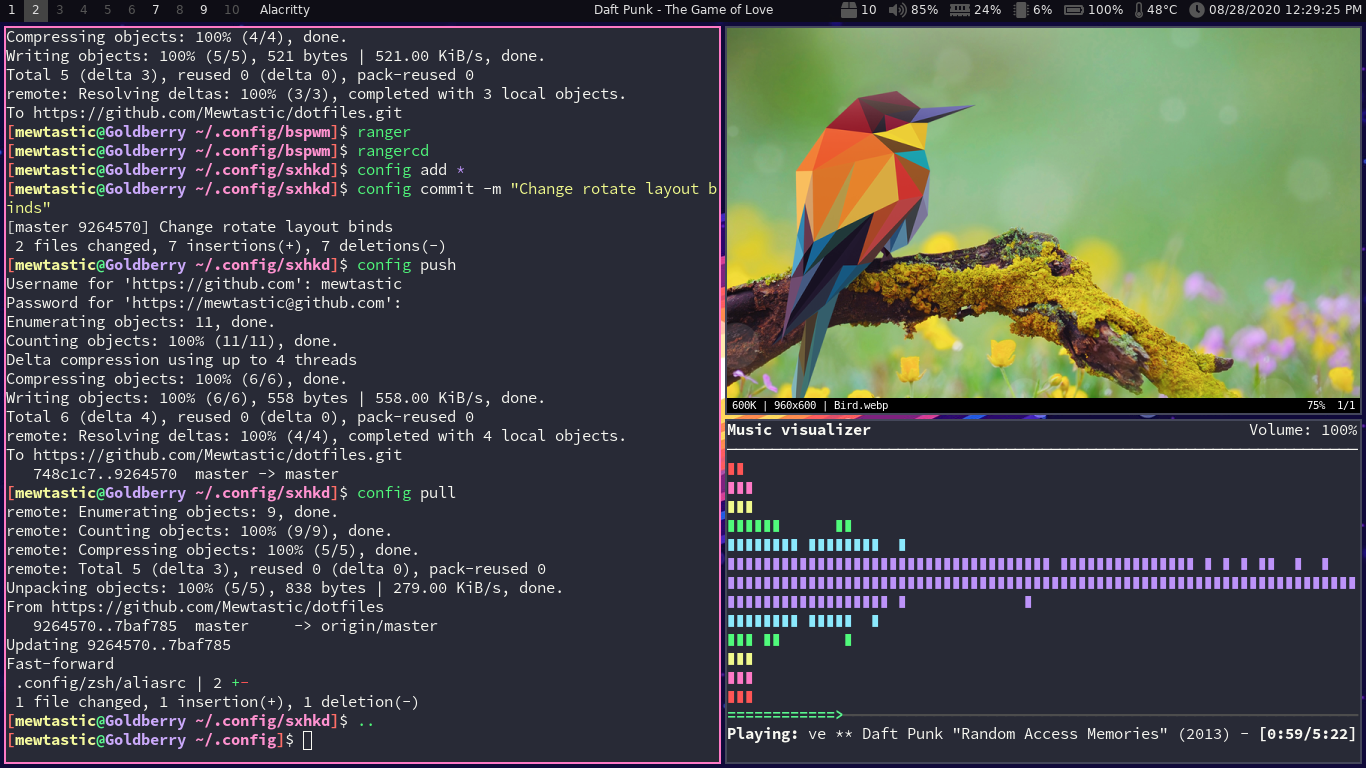 1 2 3 4 5 6 7 8 9 10 Alacritty Daft Punk - The Game of Love 10 85% 24% 6% 100% 48°C 08/28/2020 12:29:25 PM
Compressing objects: 100% (4/4), done.
Writing objects: 100% (5/5), 521 bytes | 521.00 KiB/s, done.
Total 5 (delta 3), reused 0 (delta 0), pack-reused 0
remote: Resolving deltas: 100% (3/3), completed with 3 local objects.
To https://github.com/Mewtastic/dotfiles.git
[mewtastic@Goldberry ~/.config/bspwm]$ ranger
[mewtastic@Goldberry ~/.config/bspwm]$ rangercd
[mewtastic@Goldberry ~/.config/sxhkd]$ config add *
[mewtastic@Goldberry ~/.config/sxhkd]$ config commit -m "Change rotate layout b
inds"
[master 9264570] Change rotate layout binds
 2 files changed, 7 insertions(+), 7 deletions(-)
[mewtastic@Goldberry ~/.config/sxhkd]$ config push
Username for 'https://github.com': mewtastic
Password for 'https://mewtastic@github.com':
Enumerating objects: 11, done.
Counting objects: 100% (11/11), done.
Delta compression using up to 4 threads
Compressing objects: 100% (6/6), done.
Writing objects: 100% (6/6), 558 bytes | 558.00 KiB/s, done.
Total 6 (delta 4), reused 0 (delta 0), pack-reused 0
remote: Resolving deltas: 100% (4/4), completed with 4 local objects.
To https://github.com/Mewtastic/dotfiles.git
   748c1c7..9264570  master -> master
[mewtastic@Goldberry ~/.config/sxhkd]$ config pull
remote: Enumerating objects: 9, done.
remote: Counting objects: 100% (9/9), done.
remote: Compressing objects: 100% (5/5), done.
remote: Total 5 (delta 3), reused 0 (delta 0), pack-reused 0
Unpacking objects: 100% (5/5), 838 bytes | 279.00 KiB/s, done.
From https://github.com/Mewtastic/dotfiles
   9264570..7baf785  master     -> origin/master
Updating 9264570..7baf785
Fast-forward
 .config/zsh/aliasrc | 2 +-
 1 file changed, 1 insertion(+), 1 deletion(-)
[mewtastic@Goldberry ~/.config/sxhkd]$ ..
[mewtastic@Goldberry ~/.config]$
600K | 960x600 | Bird.webp 75% 1/1
Music visualizer Volume: 100%
============>
Playing: ve ** Daft Punk "Random Access Memories" (2013) - [0:59/5:22]